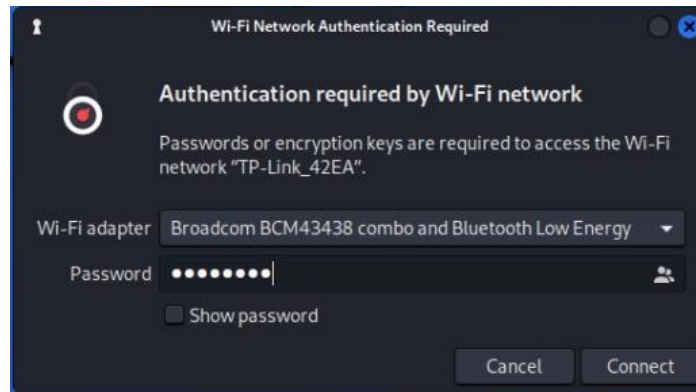 Wi-Fi Network Authentication Required
Authentication required by Wi-Fi network
Passwords or encryption keys are required to access the Wi-Fi
network “TP-Link_42EA”.
Wi-Fi adapter Broadcom BCM43438 combo and Bluetooth Low Energy
Password ••••••••
Show password
Cancel Connect